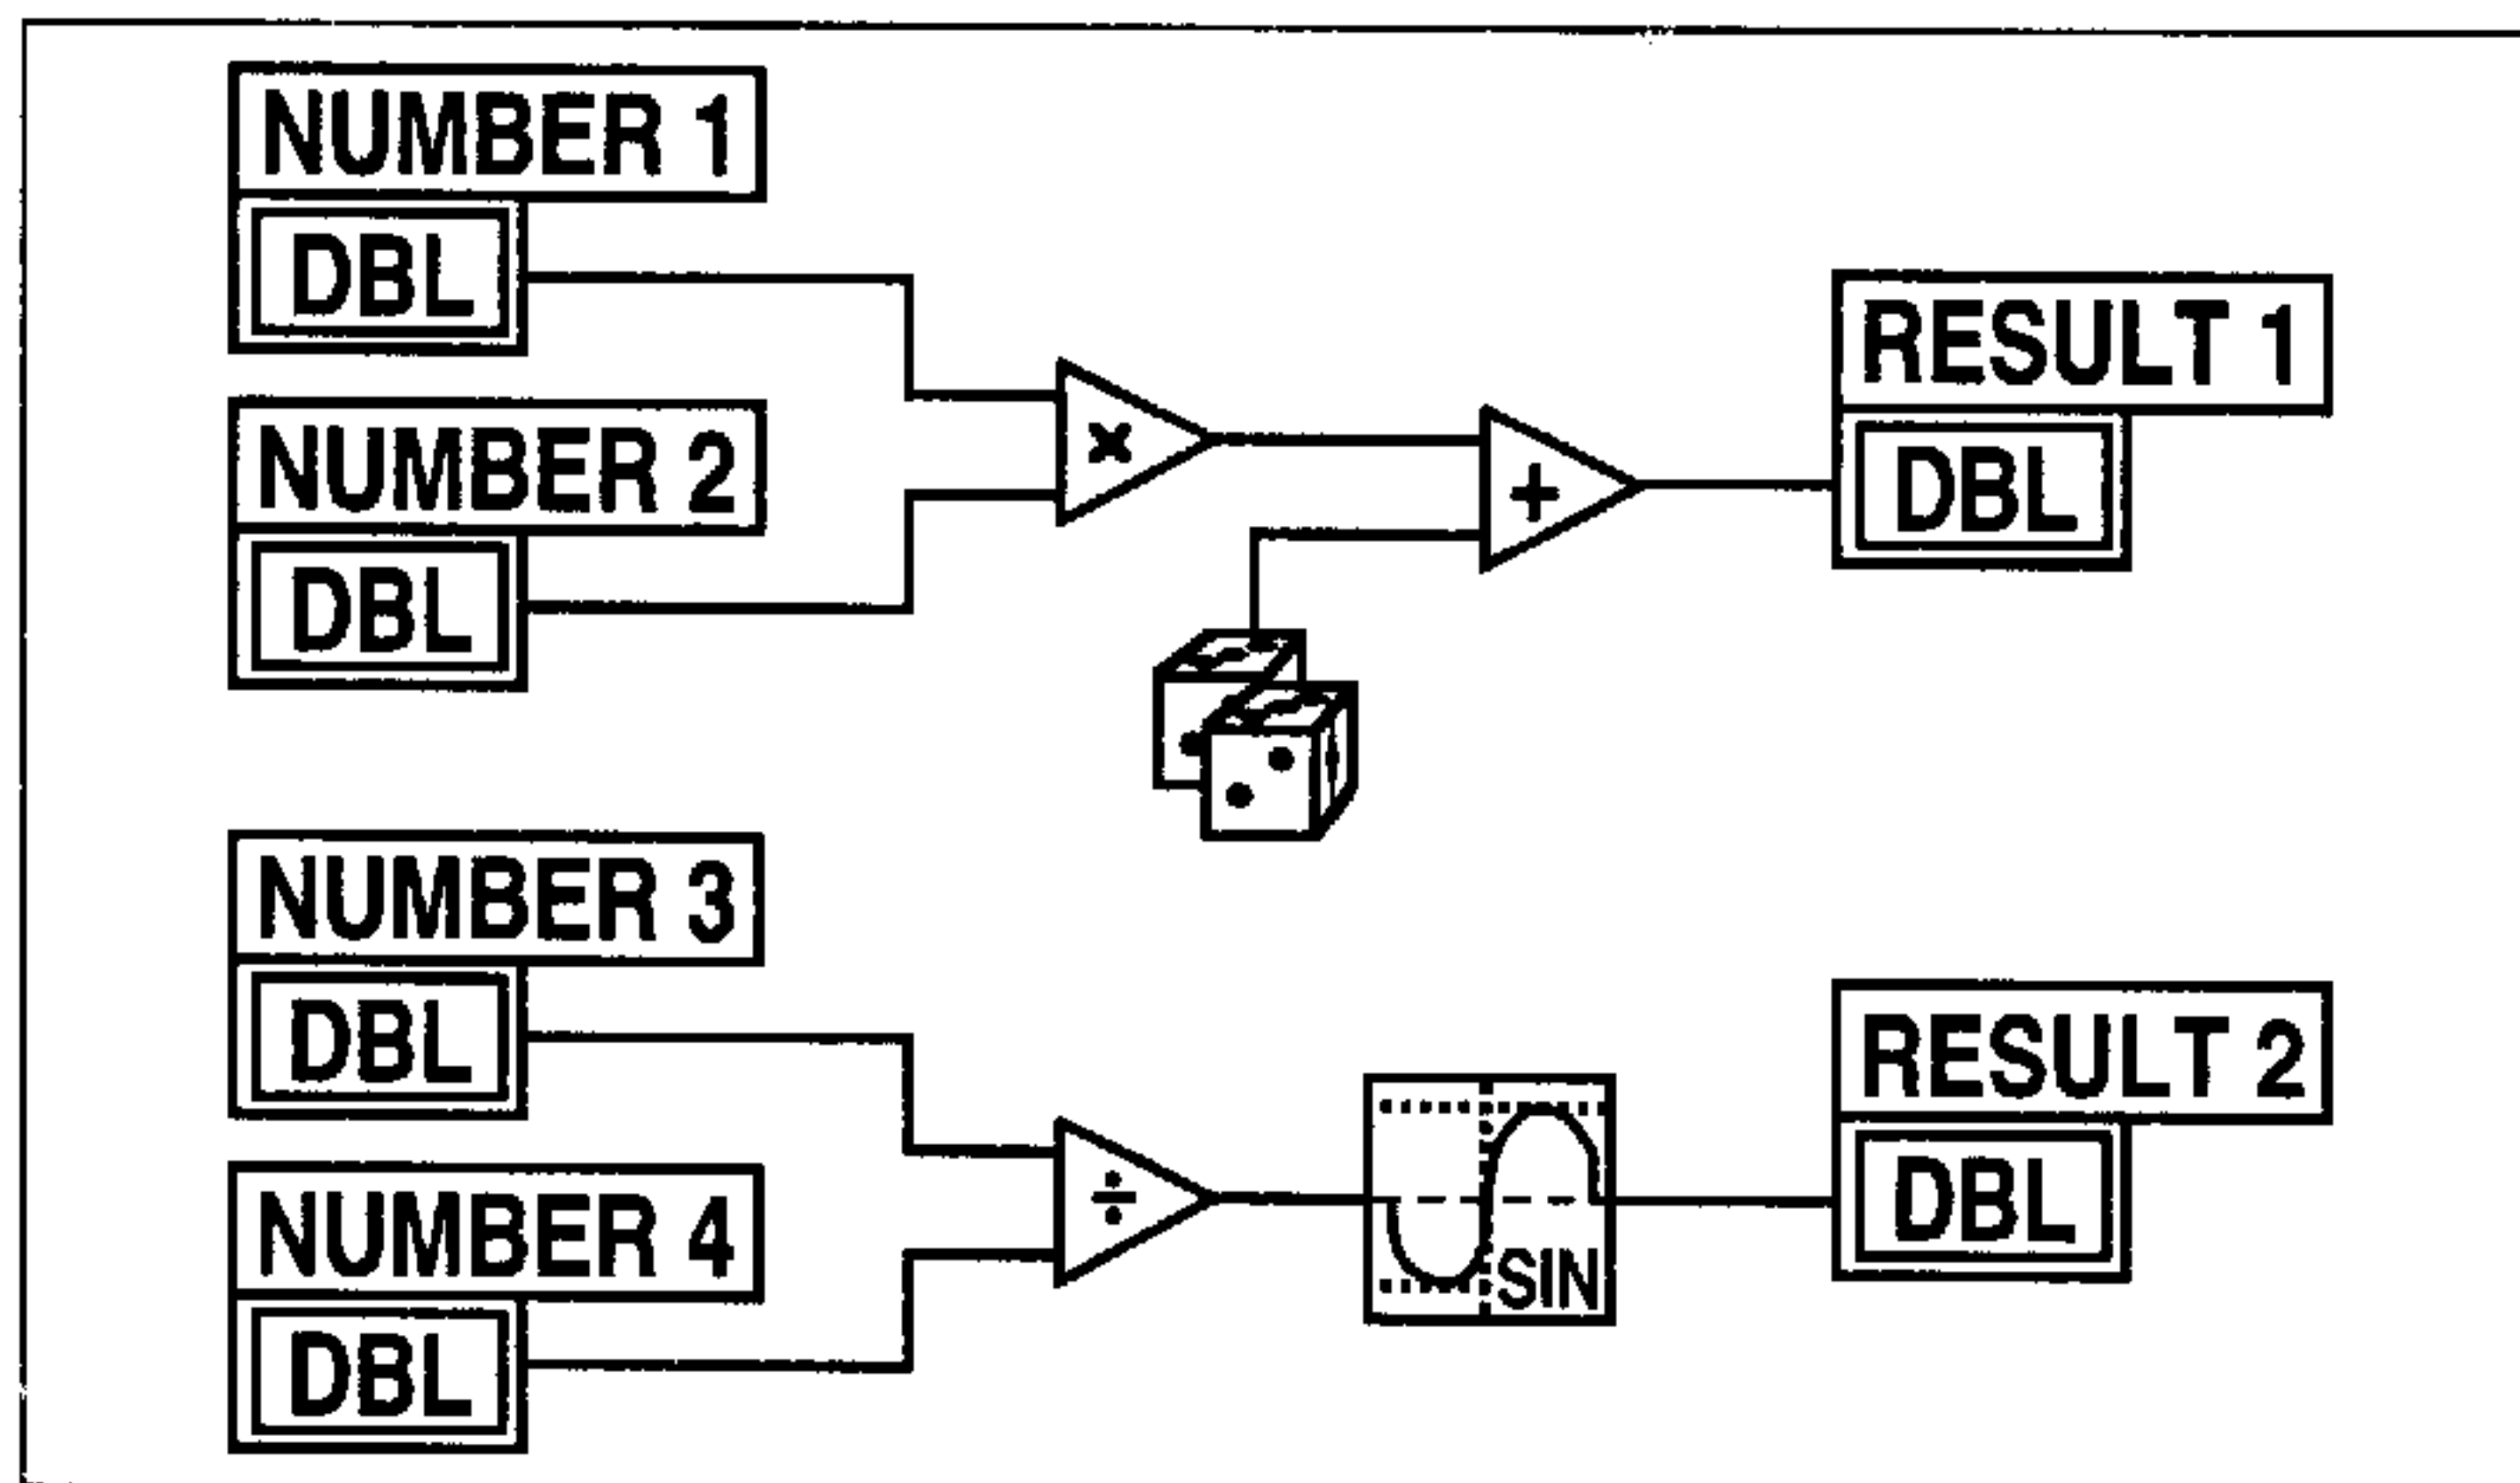 NUMBER 1
DBL
NUMBER 2
DBL
×
+
RESULT 1
DBL
NUMBER 3
DBL
NUMBER 4
DBL
÷
SIN
RESULT 2
DBL